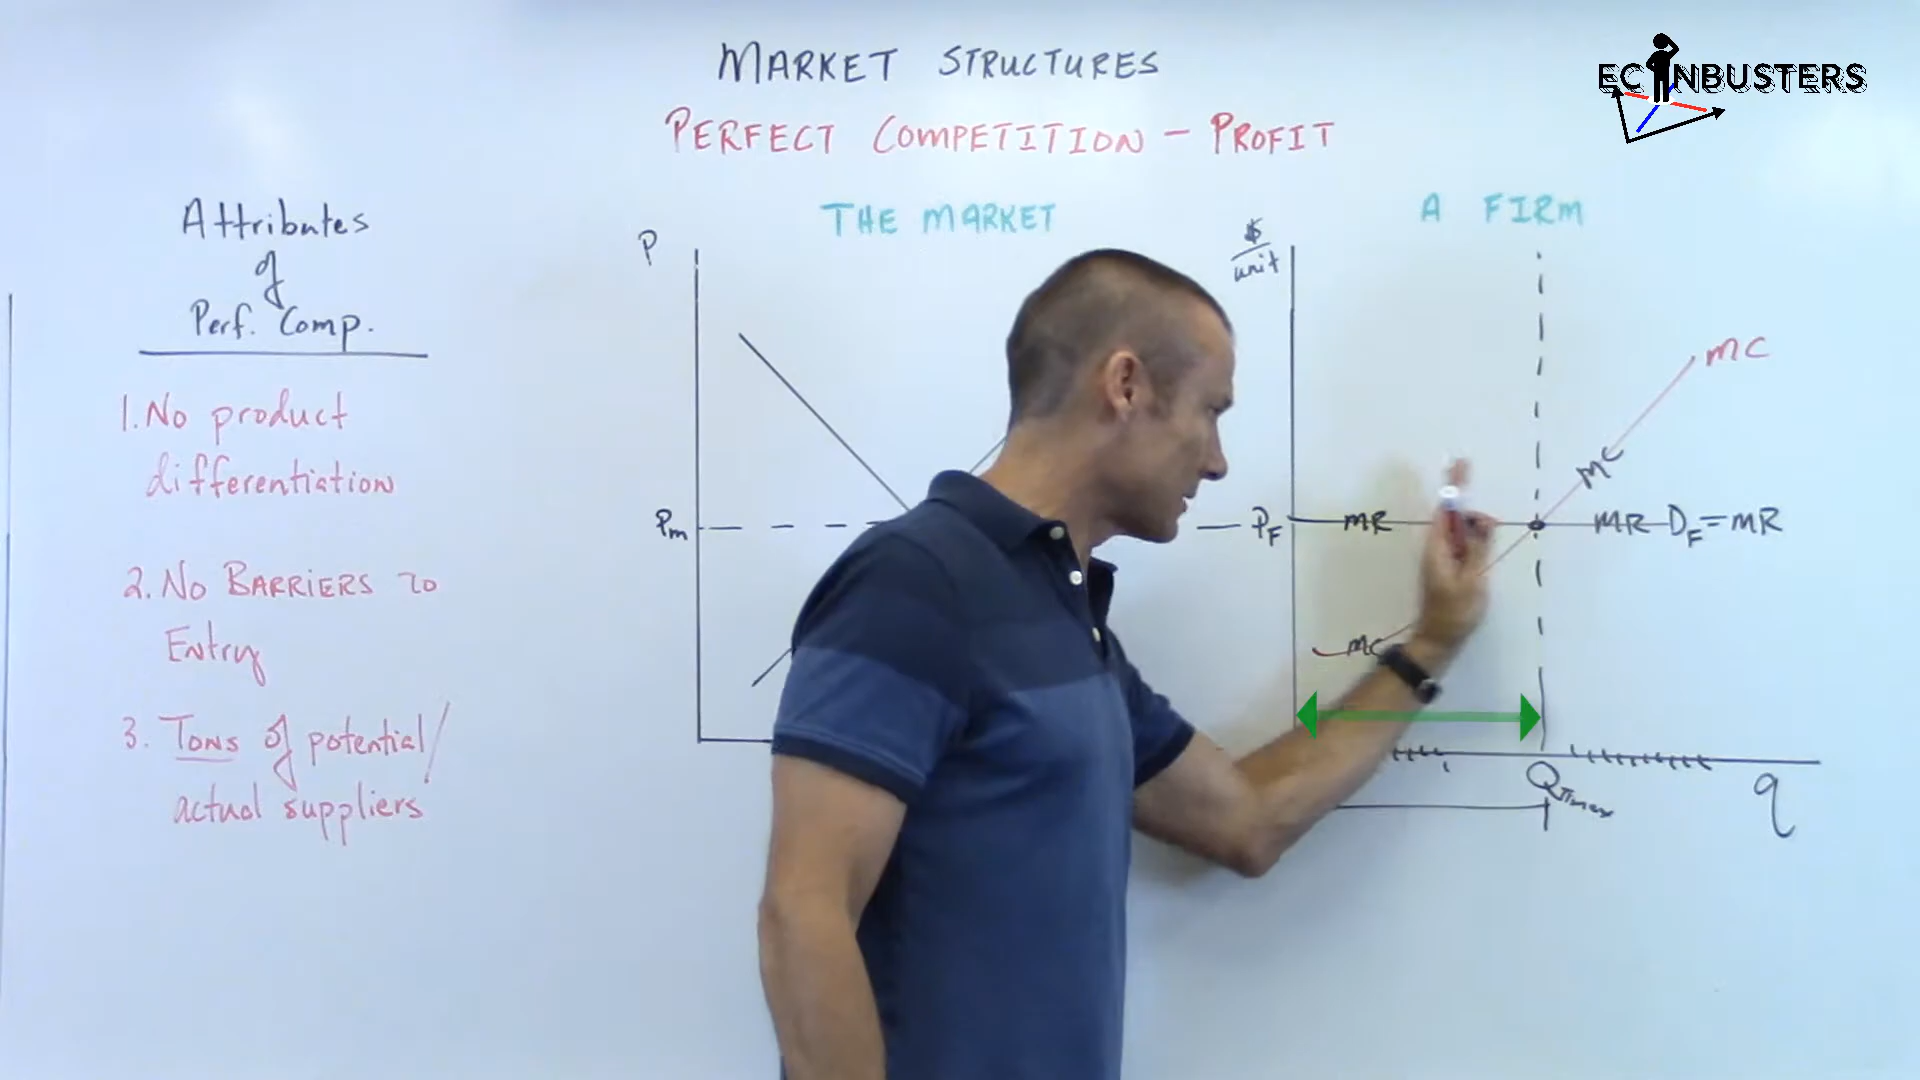 MARKET STRUCTURES
PERFECT COMPETITION - PROFIT
ECONBUSTERS
Attributes
of
Perf. Comp.
1. No product
differentiation
2. No BARRIERS TO
Entry
3. Tons of potential/
actual suppliers
THE MARKET
P
Pm
A FIRM
$/unit
MC
MC
PF
MR
MR DF = MR
MC
Qπmax
q